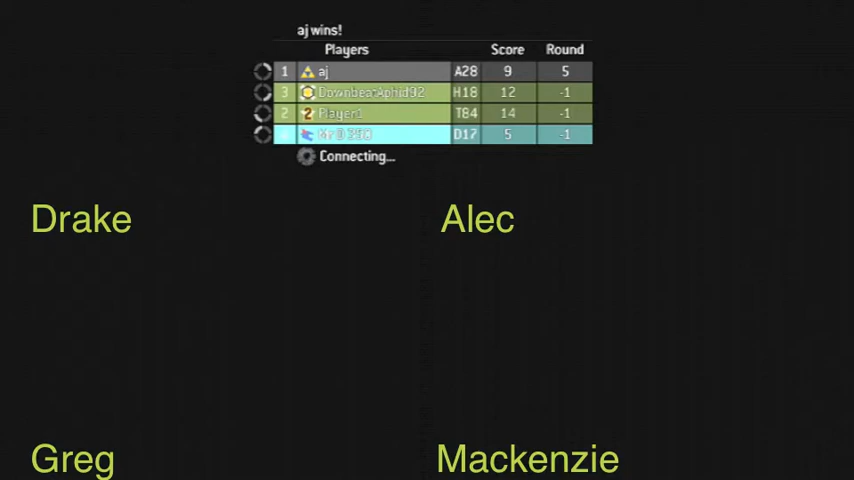 aj wins!
Players Score Round
1 aj A28 9 5
3 DownbeatAphid92 H18 12 -1
2 Player1 T84 14 -1
D17 5 -1
Connecting...
Drake Alec
Greg Mackenzie